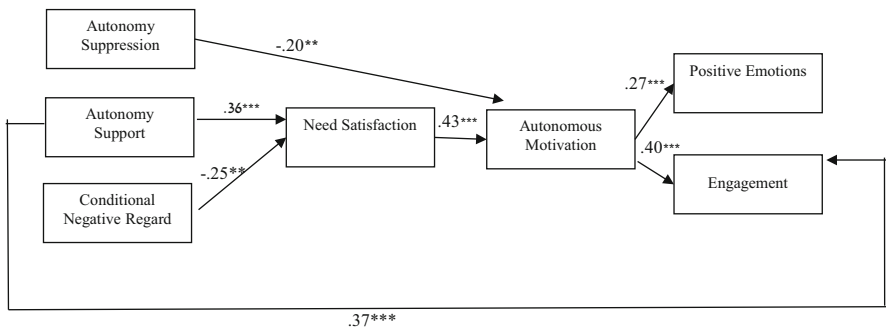 Autonomy
Suppression
-.20**
Positive Emotions
.27***
Autonomy
Support
.36***
Need Satisfaction
.43***
Autonomous
Motivation
.40***
Engagement
-.25**
Conditional
Negative Regard
.37***